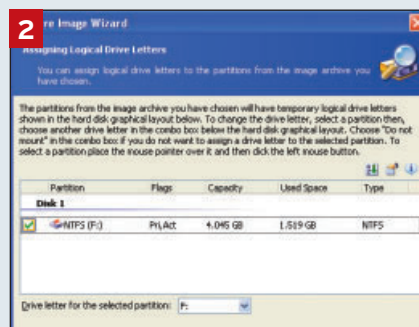 2
re Image Wizard
Assigning Logical Drive Letters
You can assign logical drive letters to the partitions from the image archive you
have chosen.
The partitions from the image archive you have chosen will have temporary logical drive letters
shown in the hard disk graphical layout below. To change the drive letter, select a partition then,
choose another drive letter in the combo box below the hard disk graphical layout. Choose "Do not
mount" in the combo box if you do not want to assign a drive letter to the selected partition. To
select a partition place the mouse pointer over it and then click the left mouse button.
Partition Flags Capacity Used Space Type
Disk 1
NTFS (F:) Pri,Act 4.045 GB 1.519 GB NTFS
Drive letter for the selected partition: F: